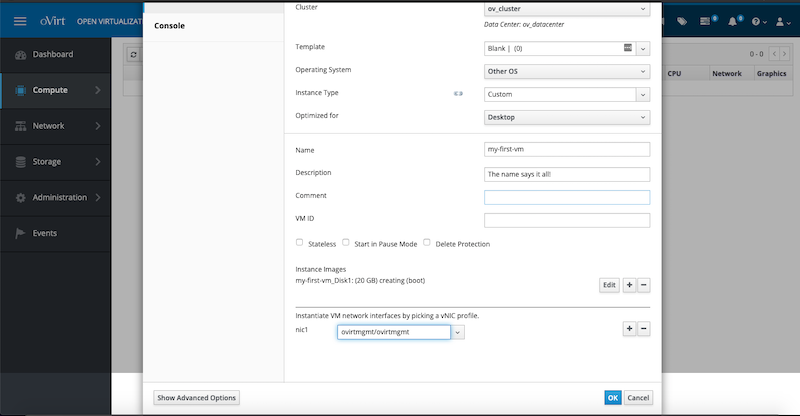 oVirt OPEN VIRTUALIZAT
Dashboard
Compute
Network
Storage
Administration
Events
Console
Cluster ov_cluster
Data Center: ov_datacenter
Template Blank | (0)
Operating System Other OS
Instance Type Custom
Optimized for Desktop
Name my-first-vm
Description The name says it all!
Comment
VM ID
Stateless Start in Pause Mode Delete Protection
Instance Images
my-first-vm_Disk1: (20 GB) creating (boot) Edit + −
Instantiate VM network interfaces by picking a vNIC profile.
nic1 ovirtmgmt/ovirtmgmt + −
Show Advanced Options OK Cancel
0 - 0 < >
CPU Network Graphics